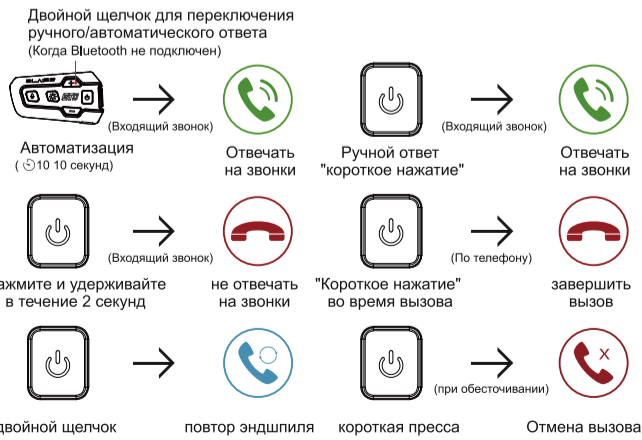 Двойной щелчок для переключения
ручного/автоматического ответа
(Когда Bluetooth не подключен)
(Входящий звонок)
(Входящий звонок)
Автоматизация
( 10 10 секунд)
Отвечать
на звонки
Ручной ответ
"короткое нажатие"
Отвечать
на звонки
(Входящий звонок)
(По телефону)
ажмите и удерживайте
в течение 2 секунд
не отвечать
на звонки
"Короткое нажатие"
во время вызова
завершить
вызов
X
(при обесточивании)
двойной щелчок
повтор эндшпиля
короткая пресса
Отмена вызова